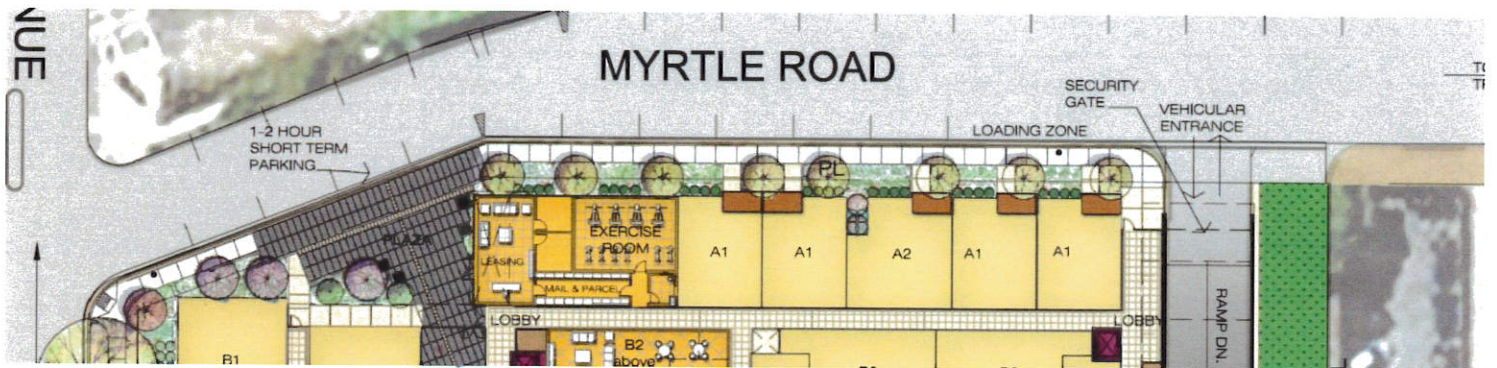 NUE
MYRTLE ROAD
1-2 HOUR
SHORT TERM
PARKING
SECURITY
GATE
VEHICULAR
ENTRANCE
LOADING ZONE
PL
PLAZA
LEASING
EXERCISE
ROOM
MAIL & PARCEL
A1
A1
A2
A1
A1
LOBBY
LOBBY
RAMP DN.
B1
B2
above